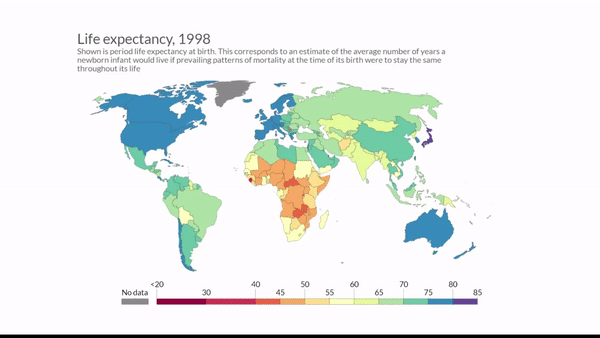 Life expectancy, 1998
Shown is period life expectancy at birth. This corresponds to an estimate of the average number of years a
newborn infant would live if prevailing patterns of mortality at the time of its birth were to stay the same
throughout its life
No data <20 30 40 45 50 55 60 65 70 75 80 85